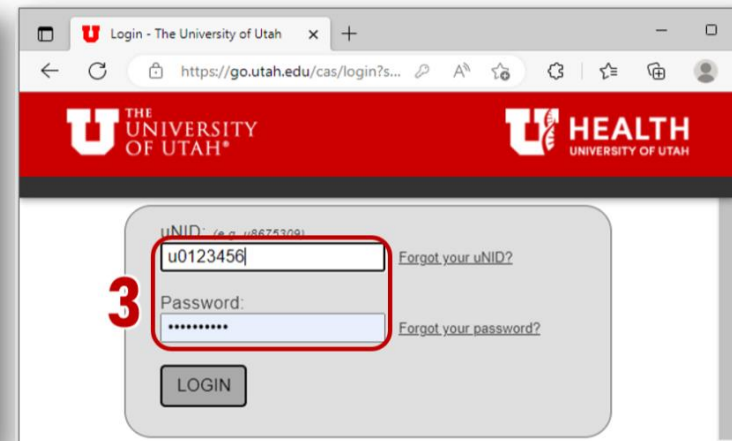 Login - The University of Utah
https://go.utah.edu/cas/login?s...
THE
UNIVERSITY
OF UTAH®
HEALTH
UNIVERSITY OF UTAH
uNID: (e.g. u8675309)
u0123456
Forgot your uNID?
3
Password:
••••••••••
Forgot your password?
LOGIN